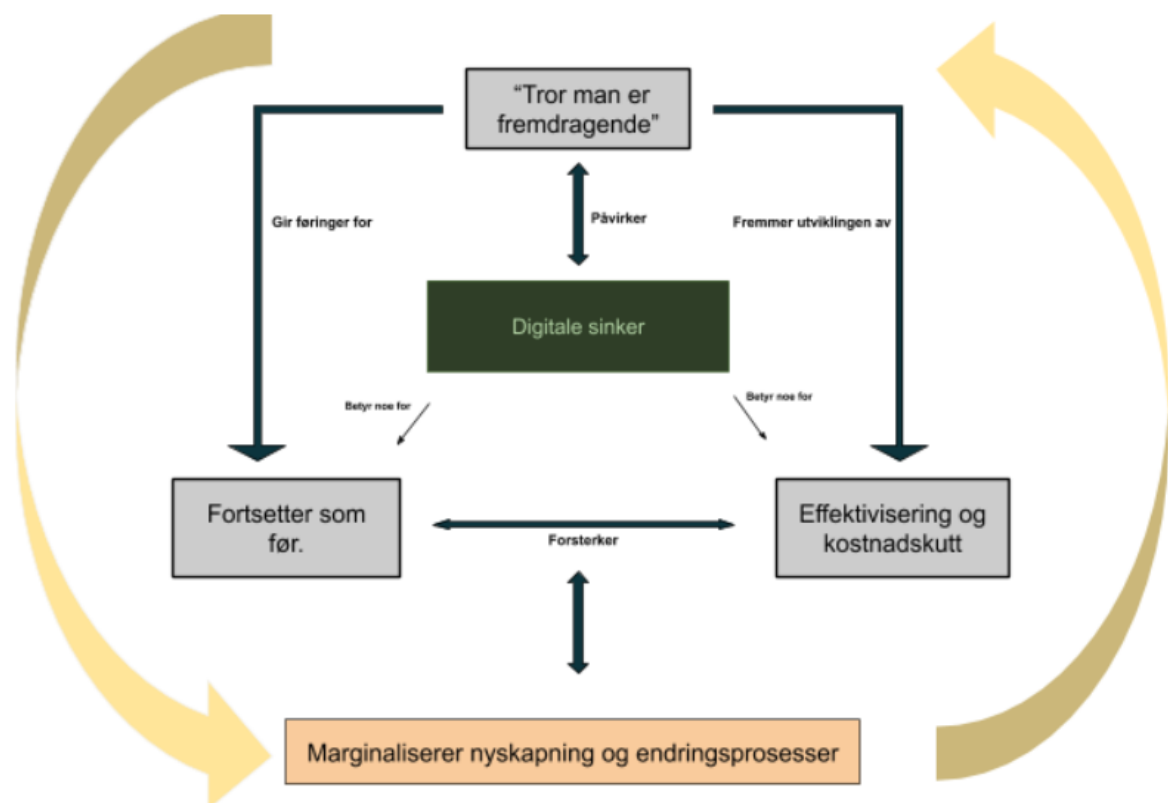 “Tror man er
fremdragende”
Gir føringer for
Påvirker
Fremmer utviklingen av
Digitale sinker
Betyr noe for
Betyr noe for
Fortsetter som
før.
Forsterker
Effektivisering og
kostnadskutt
Marginaliserer nyskapning og endringsprosesser